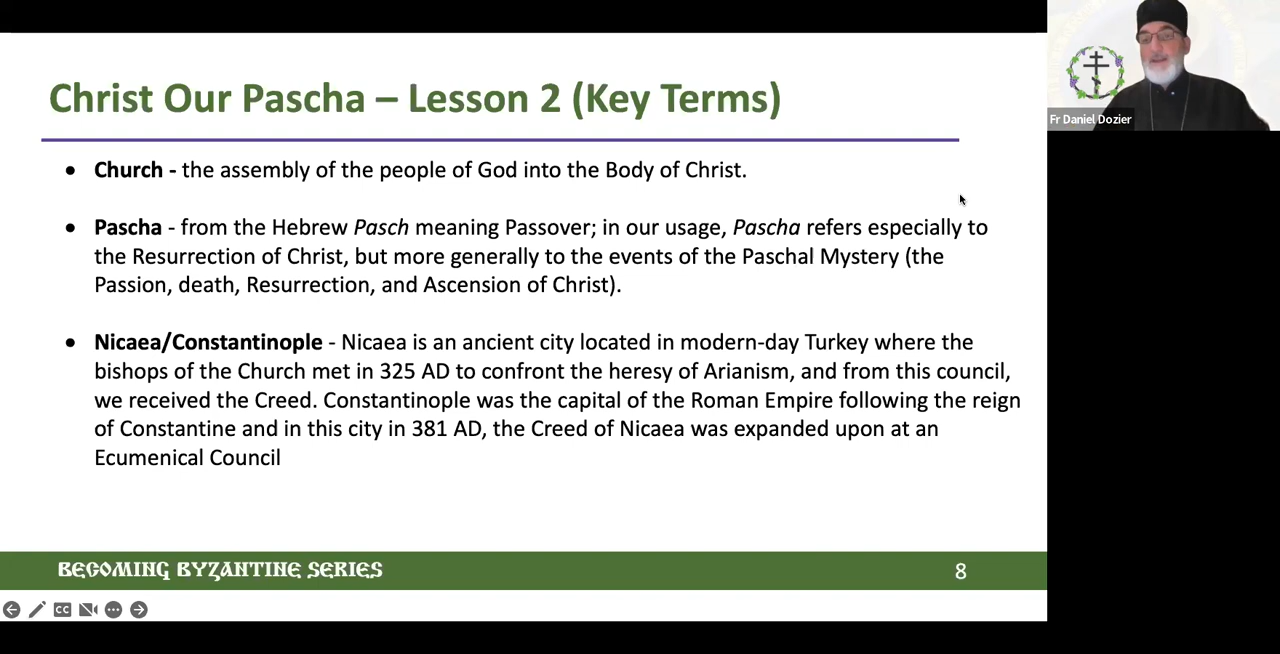 Christ Our Pascha – Lesson 2 (Key Terms)
• Church - the assembly of the people of God into the Body of Christ.
• Pascha - from the Hebrew Pasch meaning Passover; in our usage, Pascha refers especially to
the Resurrection of Christ, but more generally to the events of the Paschal Mystery (the
Passion, death, Resurrection, and Ascension of Christ).
• Nicaea/Constantinople - Nicaea is an ancient city located in modern-day Turkey where the
bishops of the Church met in 325 AD to confront the heresy of Arianism, and from this council,
we received the Creed. Constantinople was the capital of the Roman Empire following the reign
of Constantine and in this city in 381 AD, the Creed of Nicaea was expanded upon at an
Ecumenical Council
BECOMING BYZANTINE SERIES
8
CC
Fr Daniel Dozier